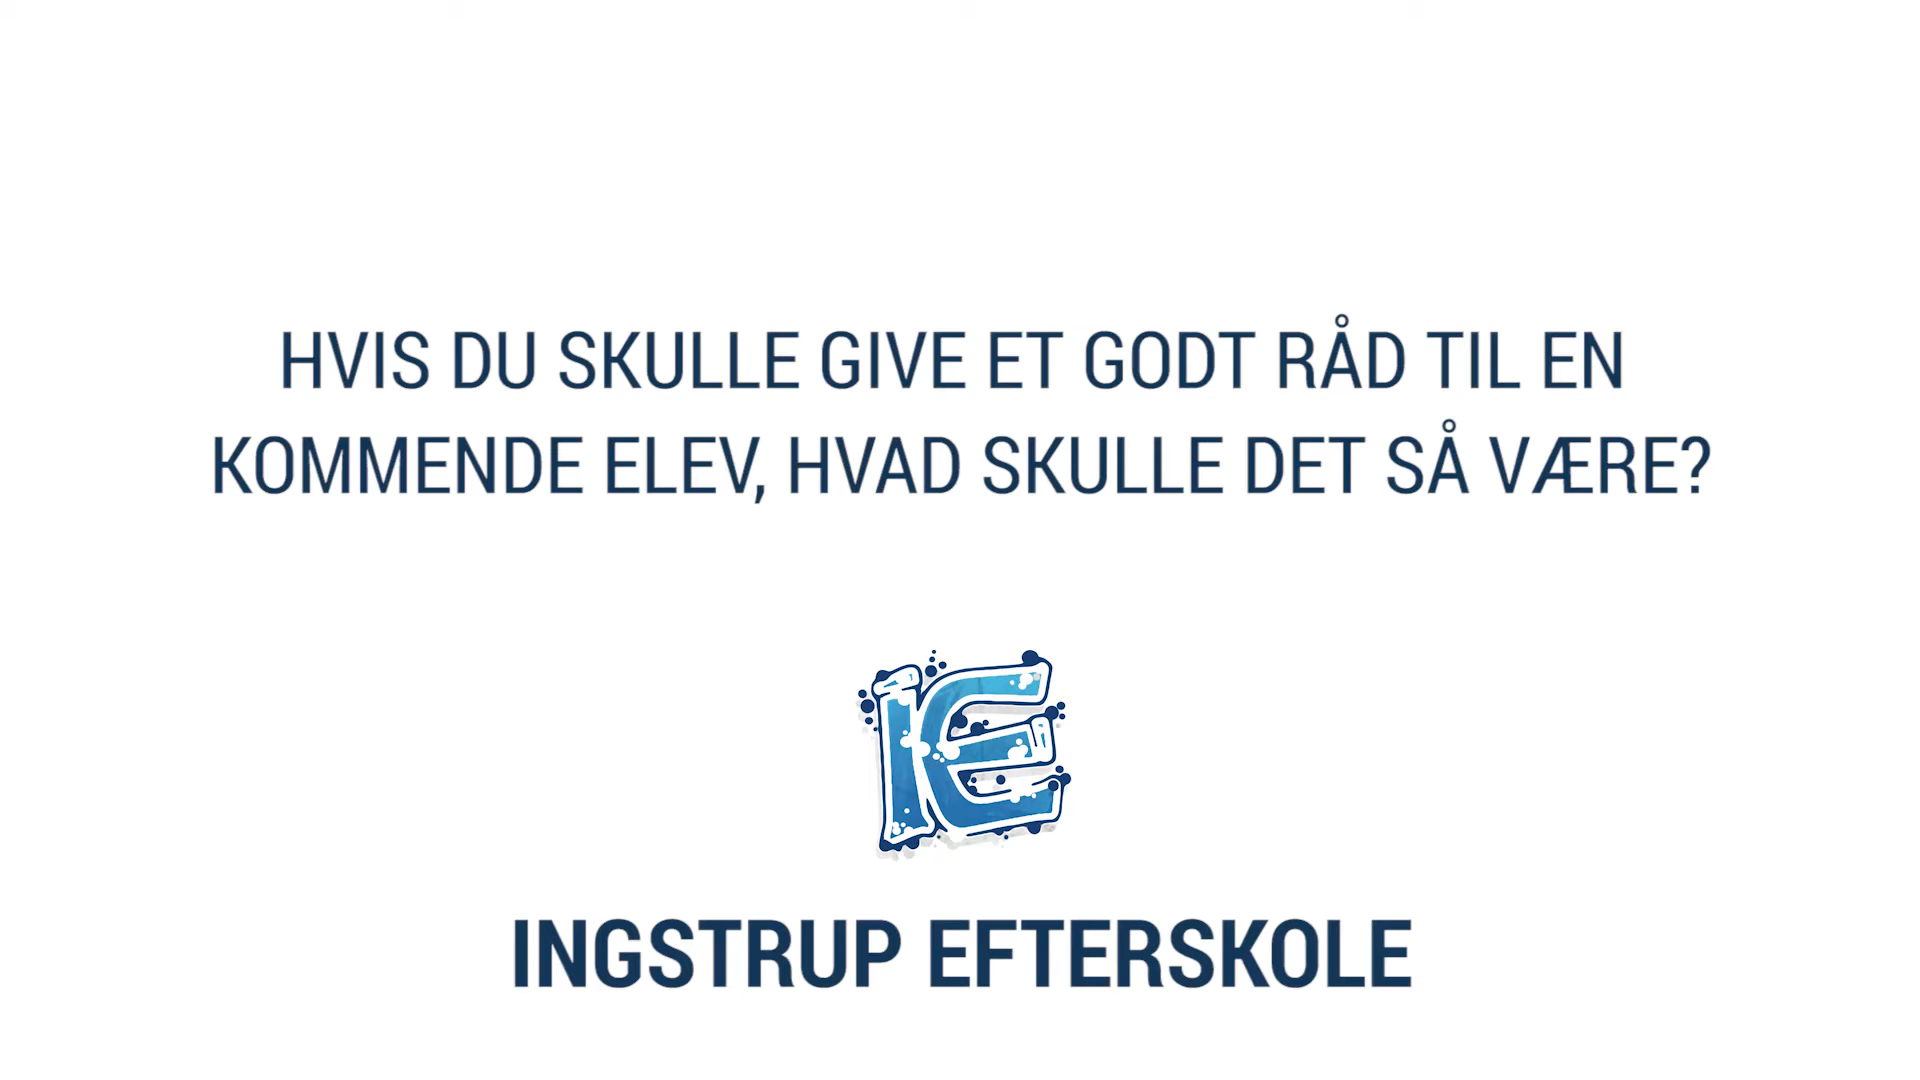 HVIS DU SKULLE GIVE ET GODT RÅD TIL EN
KOMMENDE ELEV, HVAD SKULLE DET SÅ VÆRE?
IE
INGSTRUP EFTERSKOLE